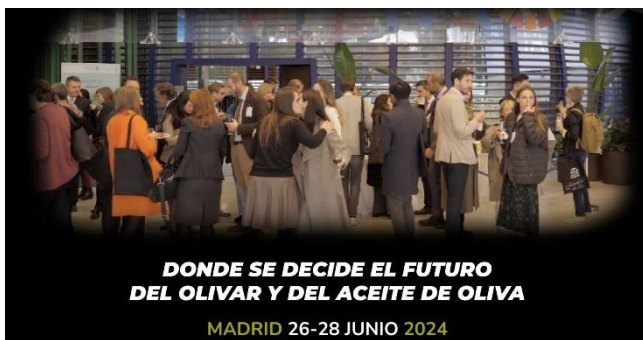 DONDE SE DECIDE EL FUTURO
DEL OLIVAR Y DEL ACEITE DE OLIVA
MADRID 26-28 JUNIO 2024